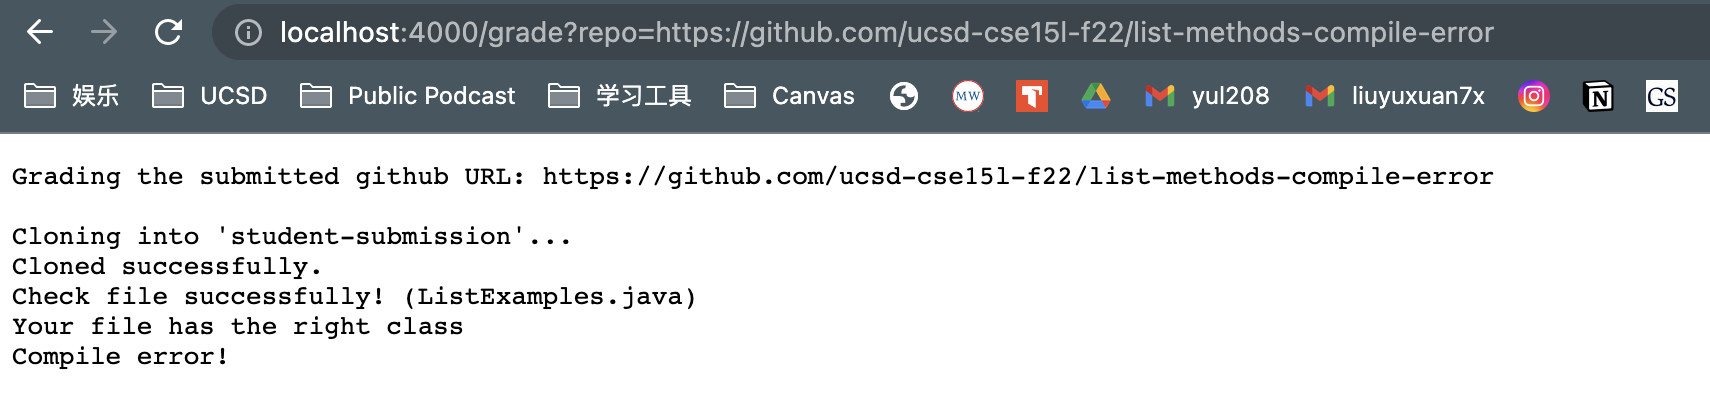 localhost:4000/grade?repo=https://github.com/ucsd-cse15l-f22/list-methods-compile-error
娱乐 UCSD Public Podcast 学习工具 Canvas MW yul208 liuyuxuan7x N GS
Grading the submitted github URL: https://github.com/ucsd-cse15l-f22/list-methods-compile-error
Cloning into 'student-submission'...
Cloned successfully.
Check file successfully! (ListExamples.java)
Your file has the right class
Compile error!